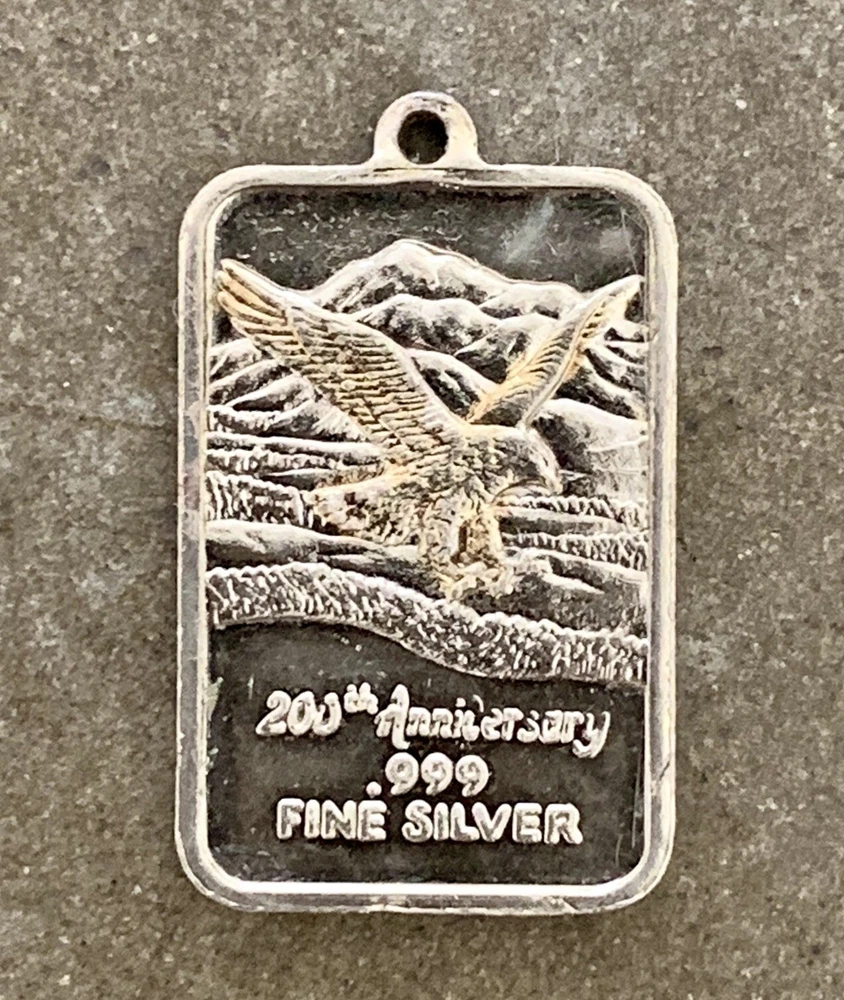 200th Anniversary
.999
FINE SILVER